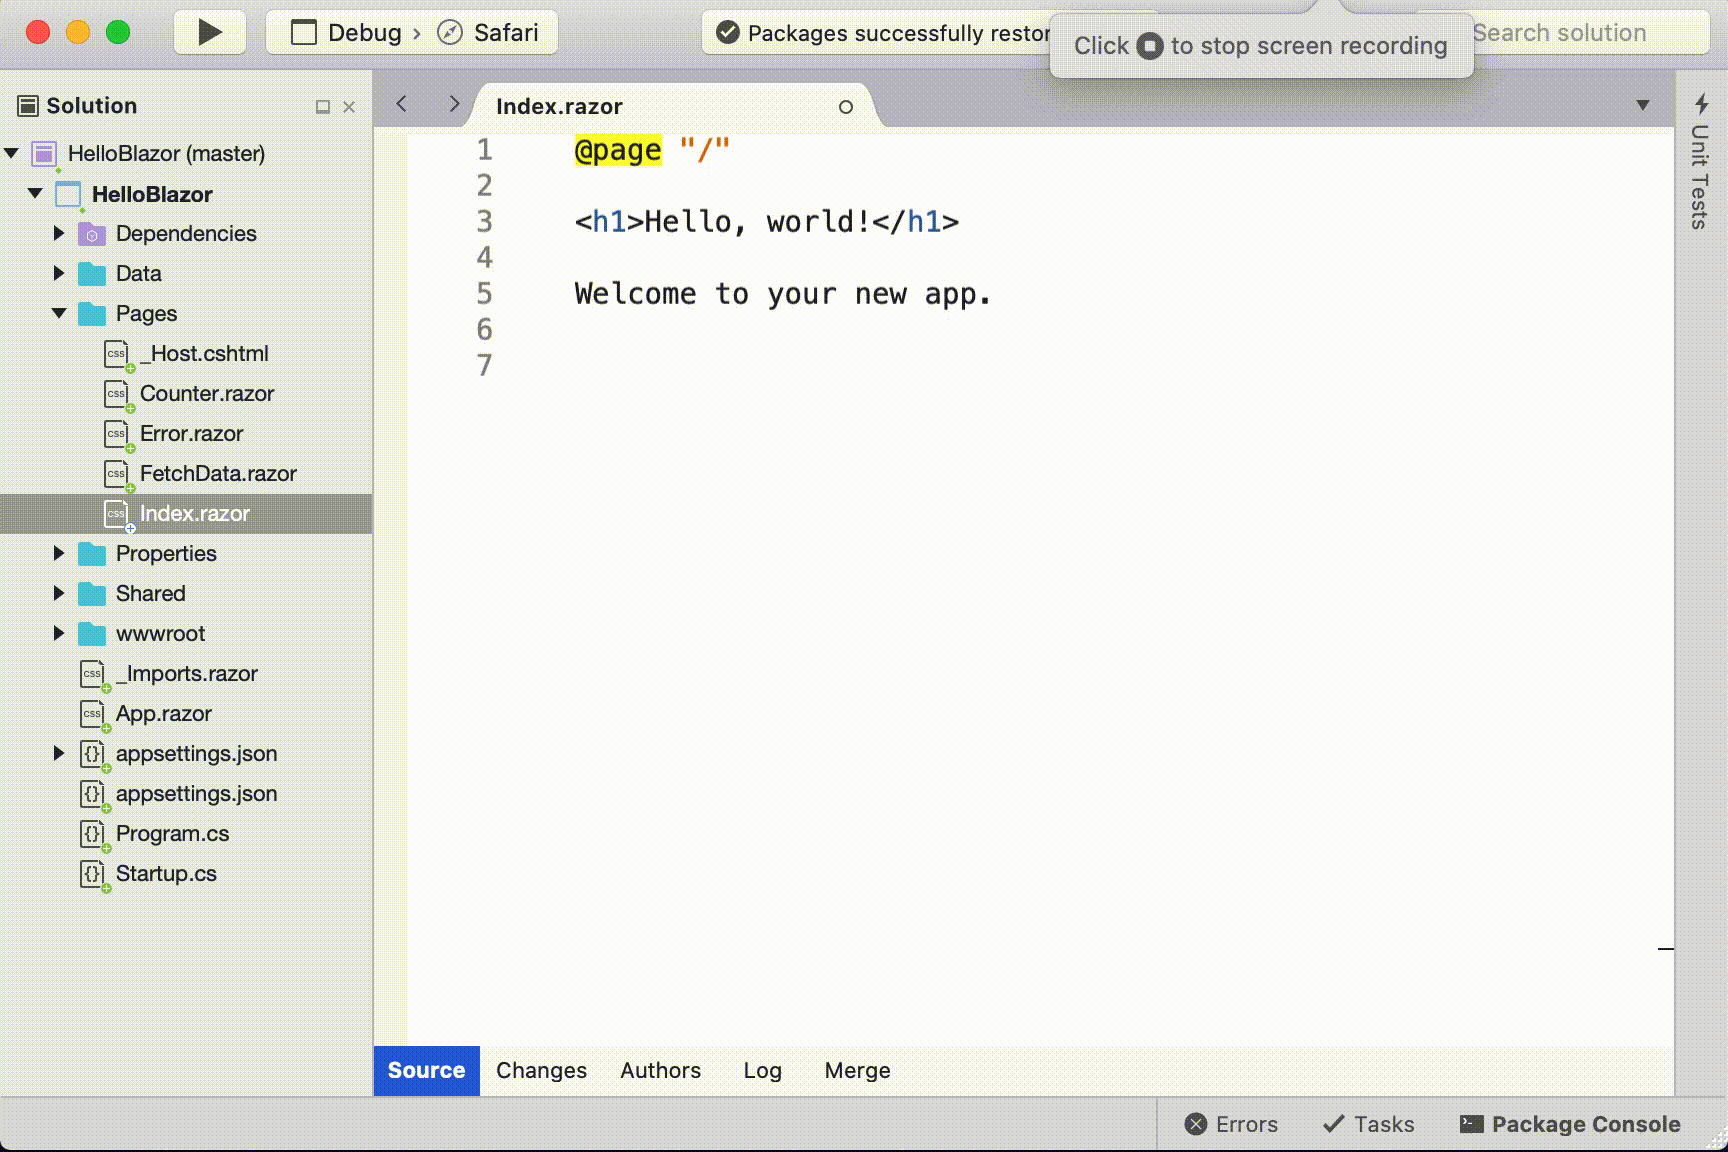 Debug › Safari
Packages successfully restor
Click to stop screen recording
Search solution
Solution
HelloBlazor (master)
HelloBlazor
Dependencies
Data
Pages
_Host.cshtml
Counter.razor
Error.razor
FetchData.razor
Index.razor
Properties
Shared
wwwroot
_Imports.razor
App.razor
appsettings.json
appsettings.json
Program.cs
Startup.cs
Index.razor
1 @page "/"
2
3 <h1>Hello, world!</h1>
4
5 Welcome to your new app.
6
7
Unit Tests
Source Changes Authors Log Merge
Errors Tasks Package Console